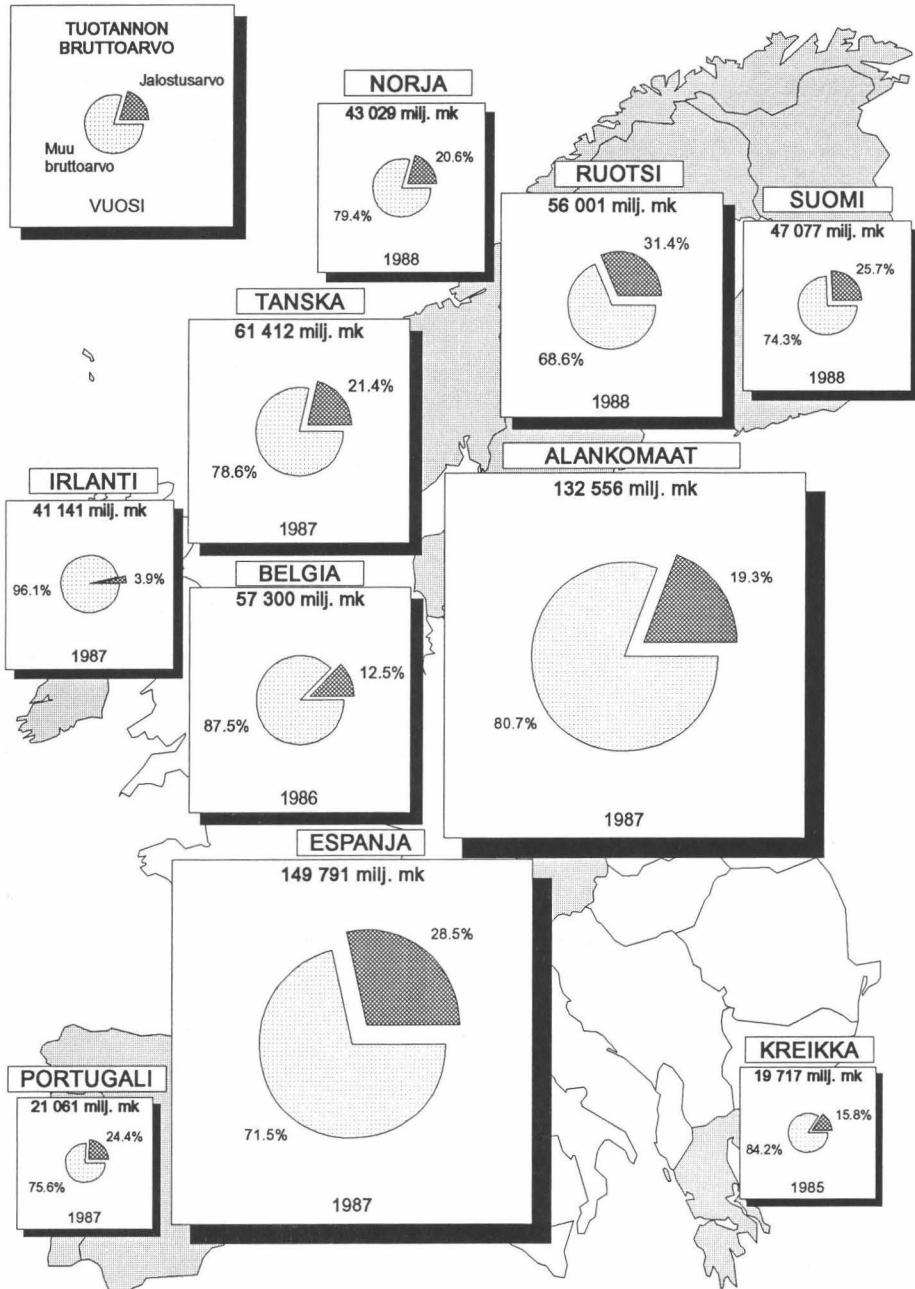 TUOTANNON
BRUTTOARVO
Jalostusarvo
Muu
bruttoarvo
VUOSI
NORJA
43 029 milj. mk
20.6%
79.4%
1988
RUOTSI
56 001 milj. mk
31.4%
68.6%
1988
SUOMI
47 077 milj. mk
25.7%
74.3%
1988
TANSKA
61 412 milj. mk
21.4%
78.6%
1987
ALANKOMAAT
132 556 milj. mk
19.3%
80.7%
1987
IRLANTI
41 141 milj. mk
96.1%
3.9%
1987
BELGIA
57 300 milj. mk
12.5%
87.5%
1986
ESPANJA
149 791 milj. mk
28.5%
71.5%
1987
PORTUGALI
21 061 milj. mk
24.4%
75.6%
1987
KREIKKA
19 717 milj. mk
15.8%
84.2%
1985